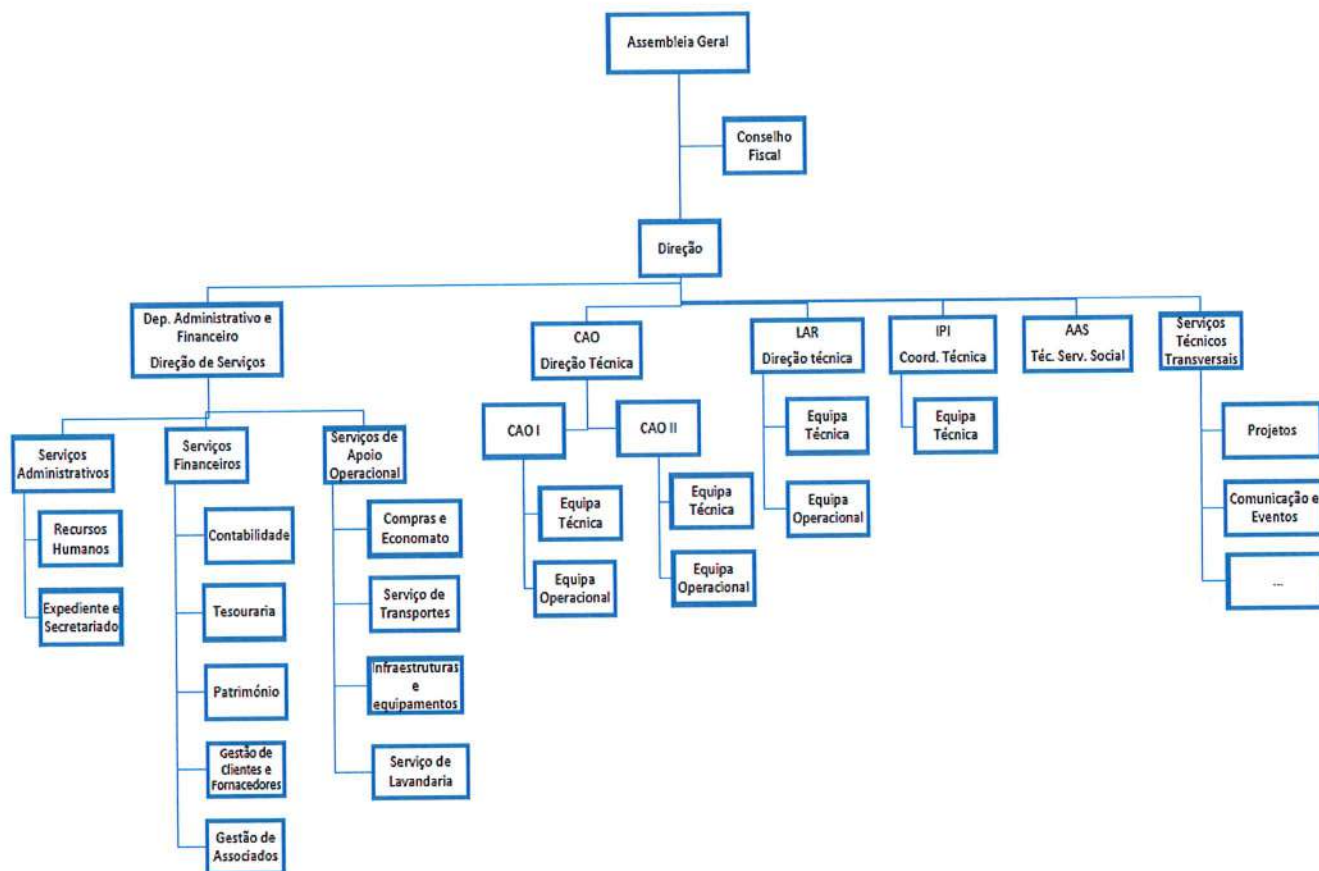 Assembleia Geral
Conselho
Fiscal
Direção
Dep. Administrativo e
Financeiro
Direção de Serviços
CAO
Direção Técnica
LAR
Direção técnica
IPI
Coord. Técnica
AAS
Téc. Serv. Social
Serviços
Técnicos
Transversais
Serviços
Administrativos
Serviços
Financeiros
Serviços de
Apoio
Operacional
CAO I
CAO II
Equipa
Técnica
Equipa
Técnica
Projetos
Recursos
Humanos
Contabilidade
Compras e
Economato
Equipa
Técnica
Equipa
Técnica
Equipa
Operacional
Comunicação e
Eventos
Expediente e
Secretariado
Tesouraria
Serviço de
Transportes
Equipa
Operacional
Equipa
Operacional
...
Património
Infraestruturas
e
equipamentos
Gestão de
Clientes e
Fornacedores
Serviço de
Lavandaria
Gestão de
Associados